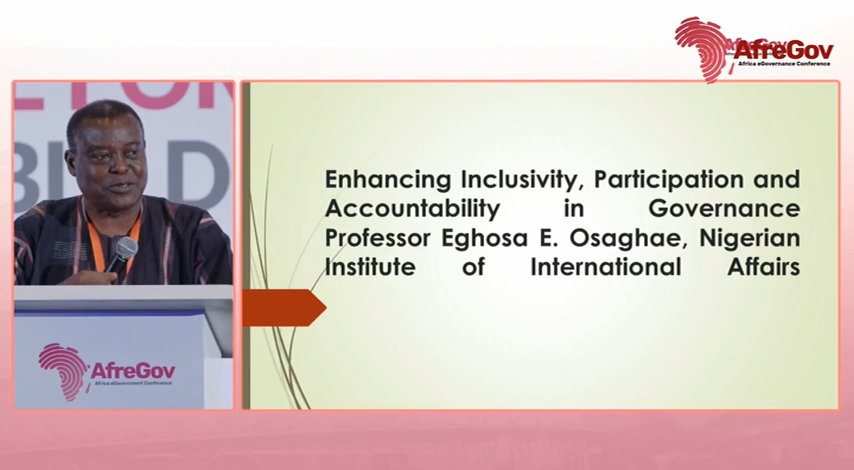 AfreGov
Africa eGovernance Conference
Enhancing Inclusivity, Participation and
Accountability in Governance
Professor Eghosa E. Osaghae, Nigerian
Institute of International Affairs
AfreGov
Africa eGovernment Conference